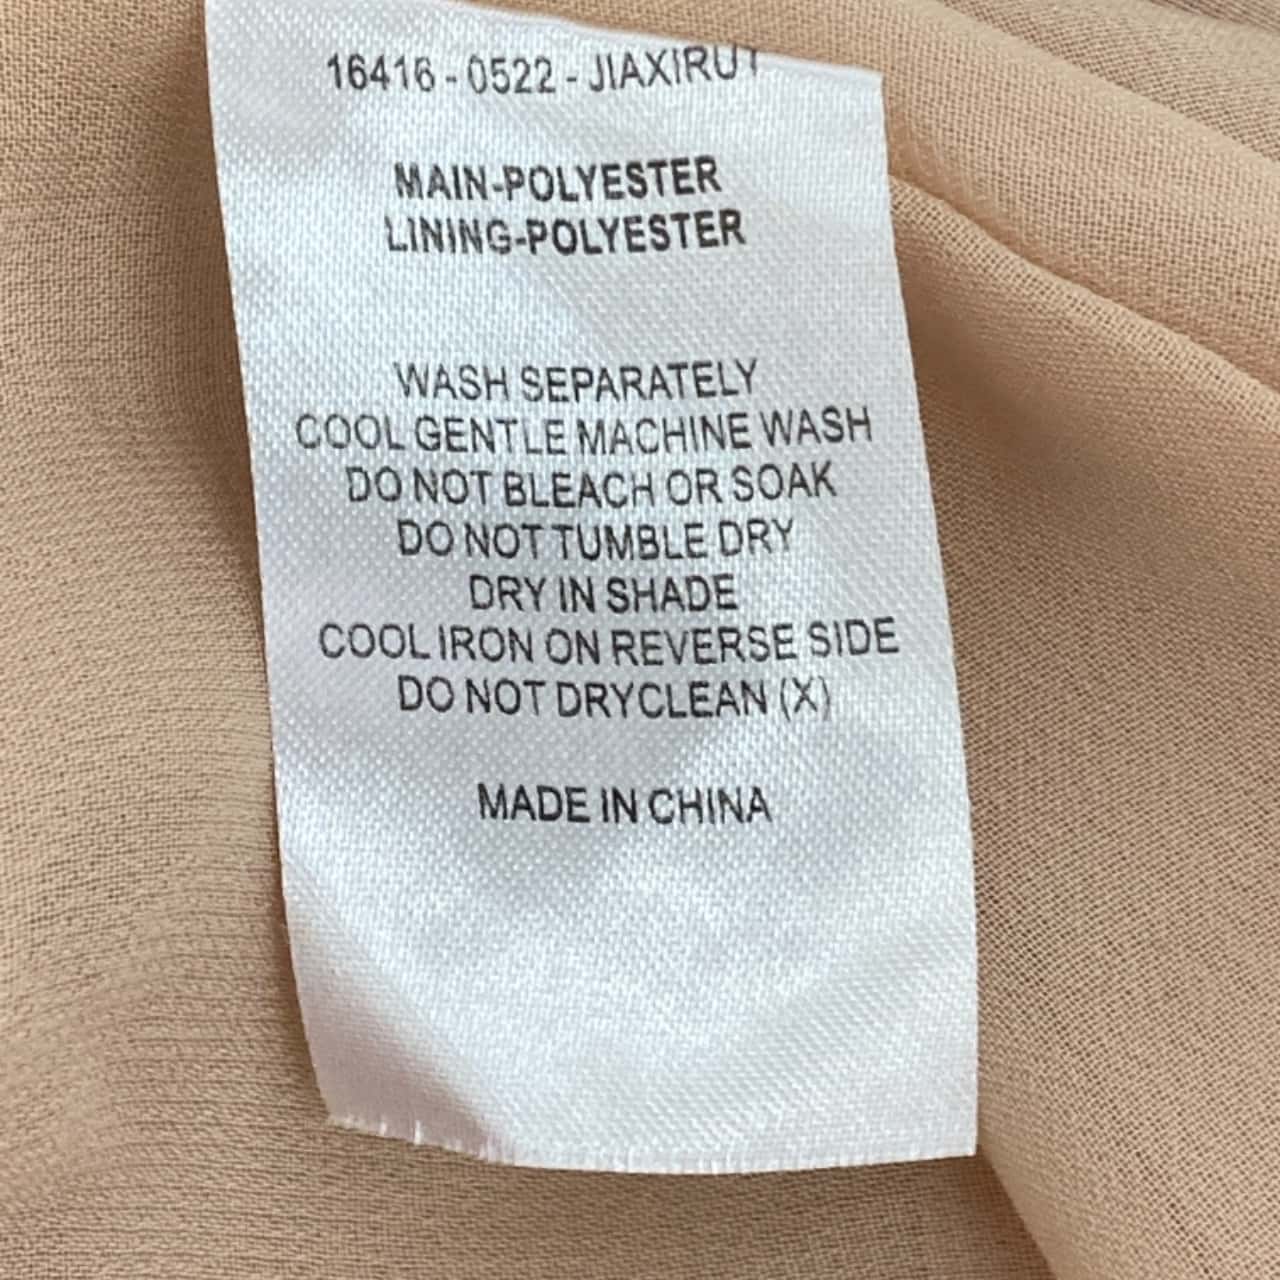 16416 - 0522 - JIAXIRUI
MAIN-POLYESTER
LINING-POLYESTER
WASH SEPARATELY
COOL GENTLE MACHINE WASH
DO NOT BLEACH OR SOAK
DO NOT TUMBLE DRY
DRY IN SHADE
COOL IRON ON REVERSE SIDE
DO NOT DRYCLEAN (X)
MADE IN CHINA